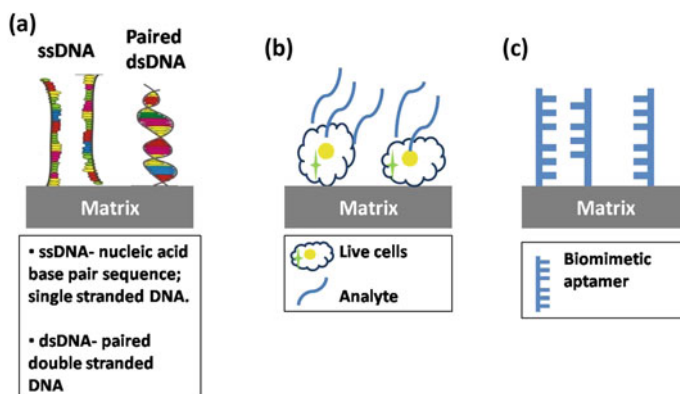 (a)
ssDNA
Paired
dsDNA
Matrix
• ssDNA- nucleic acid
base pair sequence;
single stranded DNA.
• dsDNA- paired
double stranded
DNA
(b)
Matrix
Live cells
Analyte
(c)
Matrix
Biomimetic
aptamer